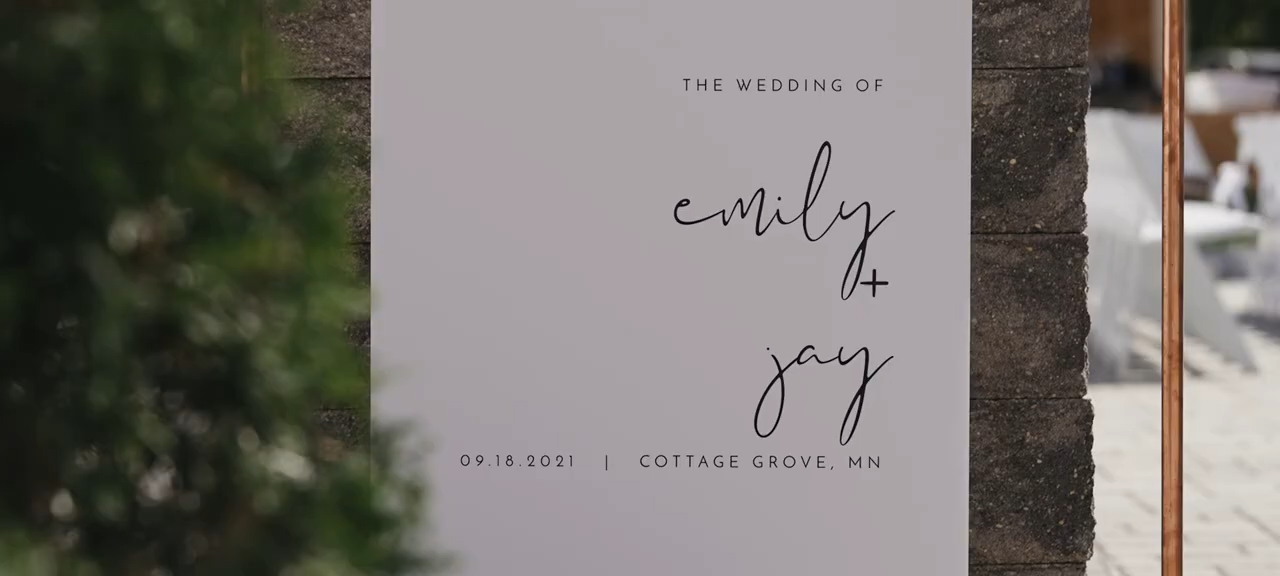 THE WEDDING OF
emily
+
jay
09.18.2021 | COTTAGE GROVE, MN